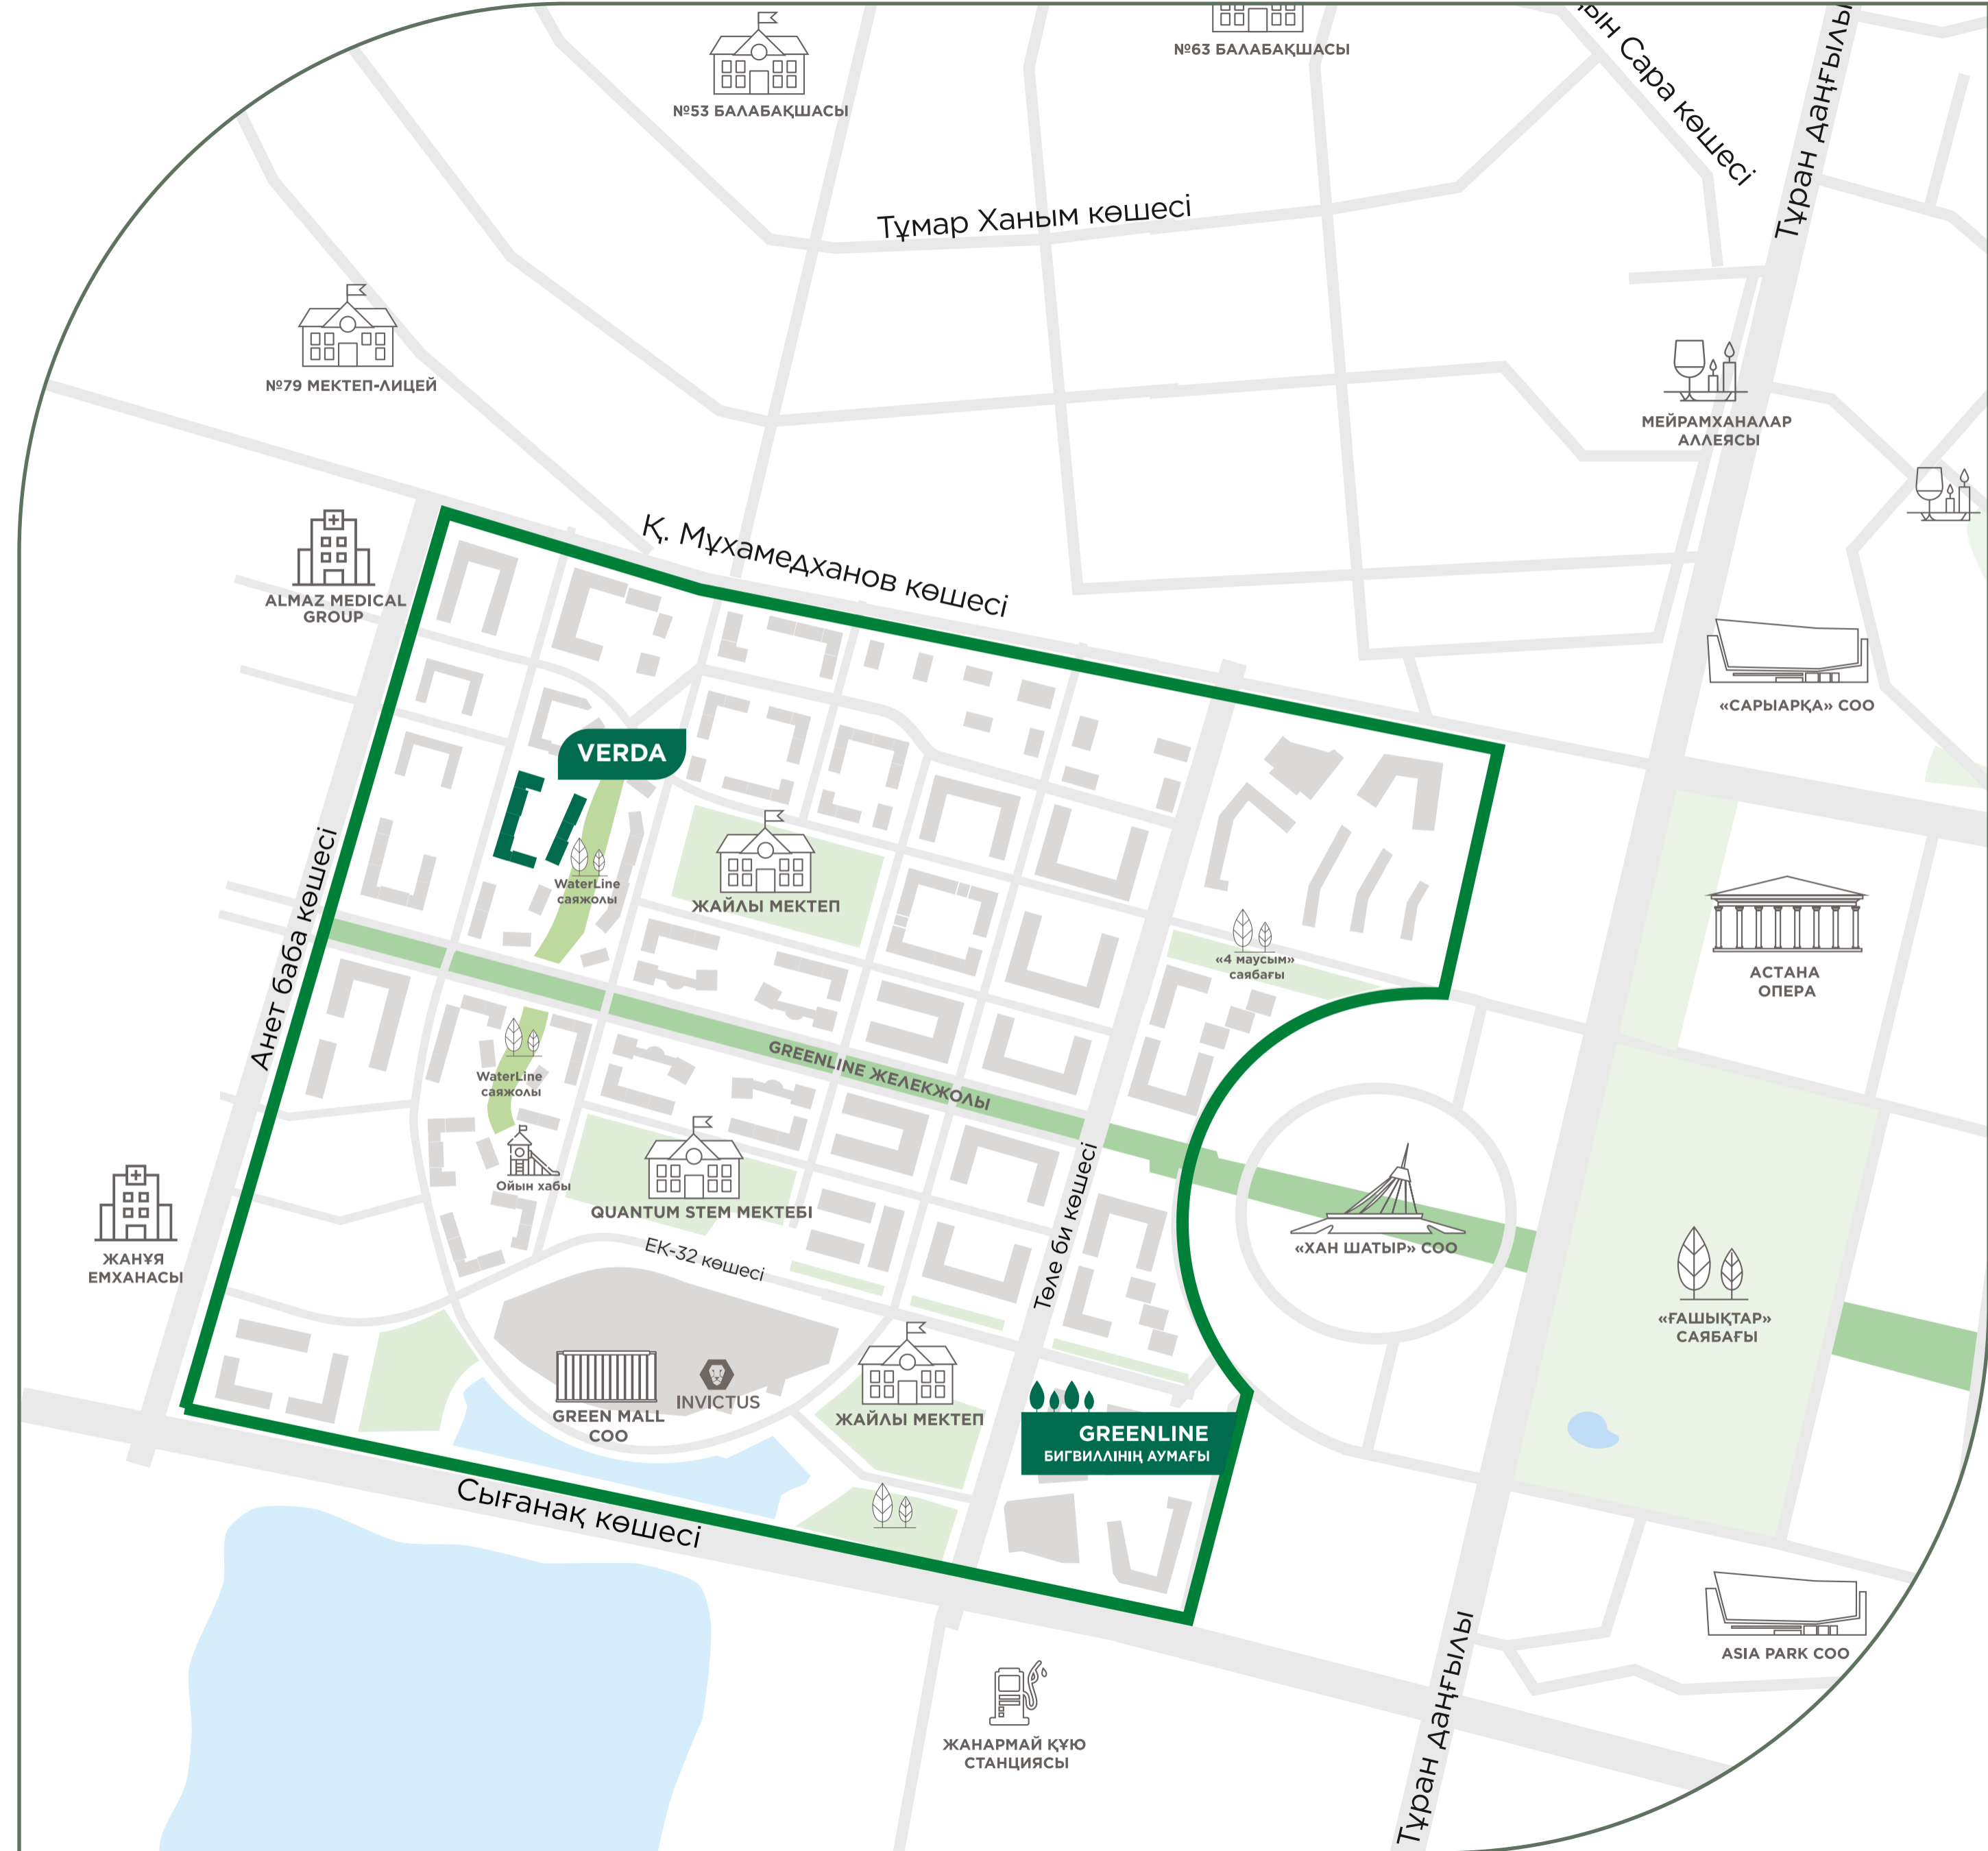 №63 БАЛАБАҚШАСЫ
№53 БАЛАБАҚШАСЫ
Сара көшесі
Тұран даңғылы
Тұмар Ханым көшесі
№79 МЕКТЕП-ЛИЦЕЙ
МЕЙРАМХАНАЛАР
АЛЛЕЯСЫ
ALMAZ MEDICAL
GROUP
Қ. Мұхамедханов көшесі
«САРЫАРҚА» СОО
VERDA
WaterLine
саяжолы
ЖАЙЛЫ МЕКТЕП
Анет баба көшесі
«4 маусым»
саябағы
АСТАНА
ОПЕРА
GREENLINE ЖЕЛЕКЖОЛЫ
WaterLine
саяжолы
Ойын хабы
QUANTUM STEM МЕКТЕБІ
ЕК-32 көшесі
Төле би көшесі
«ХАН ШАТЫР» СОО
ЖАНҰЯ
ЕМХАНАСЫ
«ҒАШЫҚТАР»
САЯБАҒЫ
GREEN MALL
СОО
INVICTUS
ЖАЙЛЫ МЕКТЕП
GREENLINE
БИГВИЛЛІНІҢ АУМАҒЫ
Сығанақ көшесі
ASIA PARK СОО
ЖАНАРМАЙ ҚҰЮ
СТАНЦИЯСЫ
Тұран даңғылы